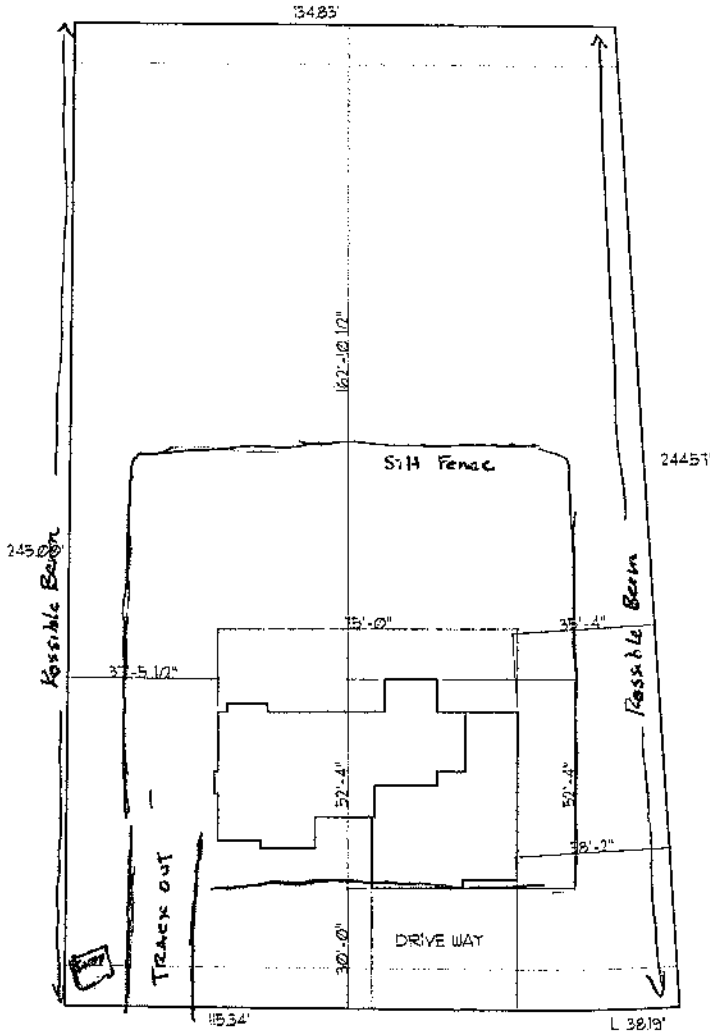 134.83'
162'-10 1/2"
Silt Fence
244.51'
245.00'
Possible Berm
Possible Berm
75'-0"
35'-4"
37'-5 1/2"
52'-4"
52'-4"
38'-2"
TRACK OUT
30'-0"
DRIVE WAY
115.34'
L 38.19'